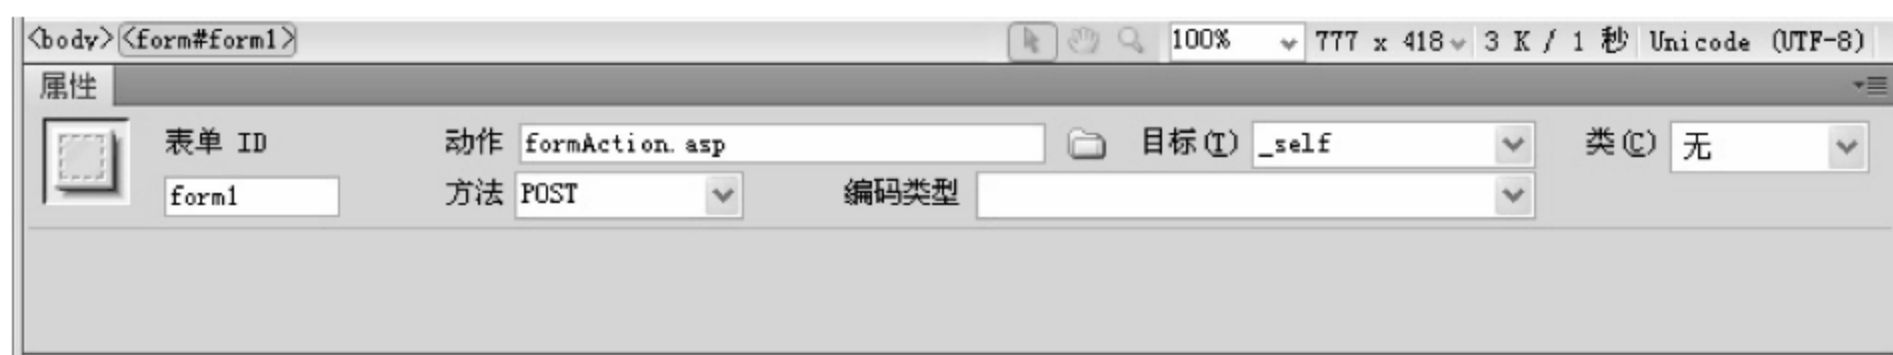 <body> <form#form1> 100% 777 x 418 3 K / 1 秒 Unicode (UTF-8)
属性
表单 ID 动作 formAction.asp 目标(T) _self 类(C) 无
form1 方法 POST 编码类型